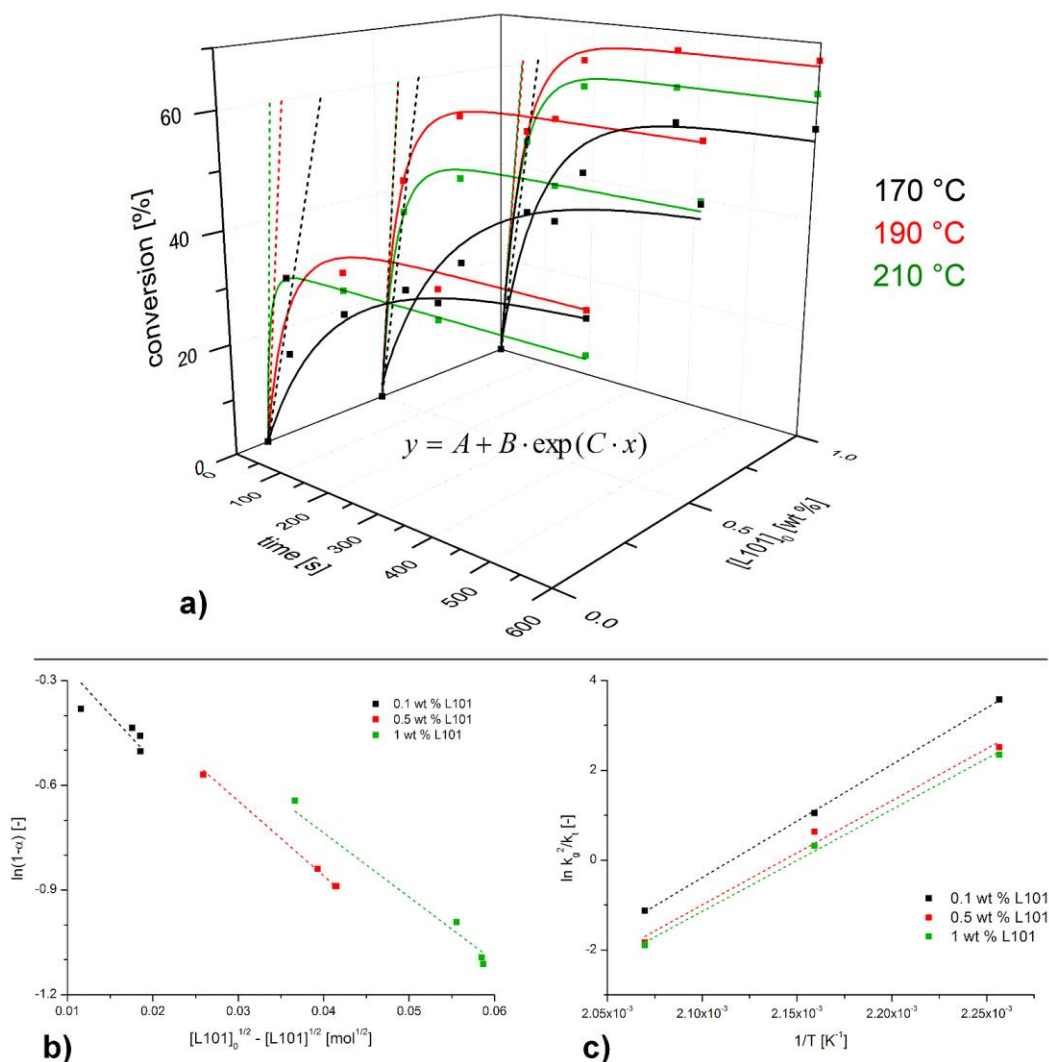 60
40
20
0
conversion [%]
0
100
200
300
400
500
600
time [s]
0.0
0.5
1.0
[L101]₀ [wt %]
170 °C
190 °C
210 °C
y = A + B · exp(C · x)
a)
-0.3
-0.6
-0.9
-1.2
ln(1-α) [-]
0.1 wt % L101
0.5 wt % L101
1 wt % L101
0.01 0.02 0.03 0.04 0.05 0.06
[L101]₀^1/2 - [L101]^1/2 [mol^1/2]
b)
4
2
0
-2
ln k_g²/k_t [-]
0.1 wt % L101
0.5 wt % L101
1 wt % L101
2.05x10⁻³ 2.10x10⁻³ 2.15x10⁻³ 2.20x10⁻³ 2.25x10⁻³
1/T [K⁻¹]
c)